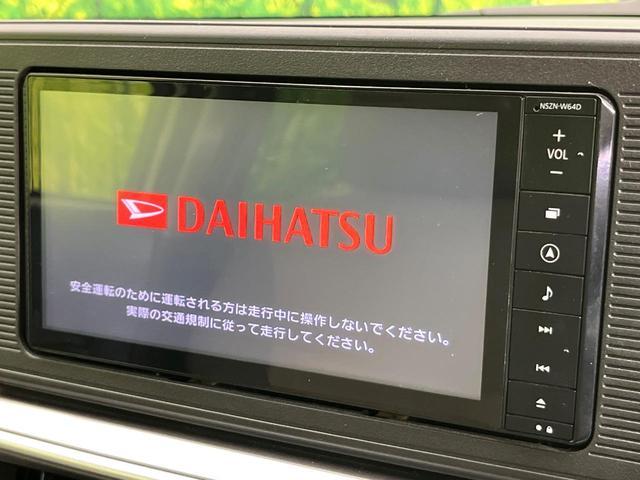 NSZN-W64D
VOL
DAIHATSU
安全運転のために運転される方は走行中に操作しないでください。
実際の交通規制に従って走行してください。